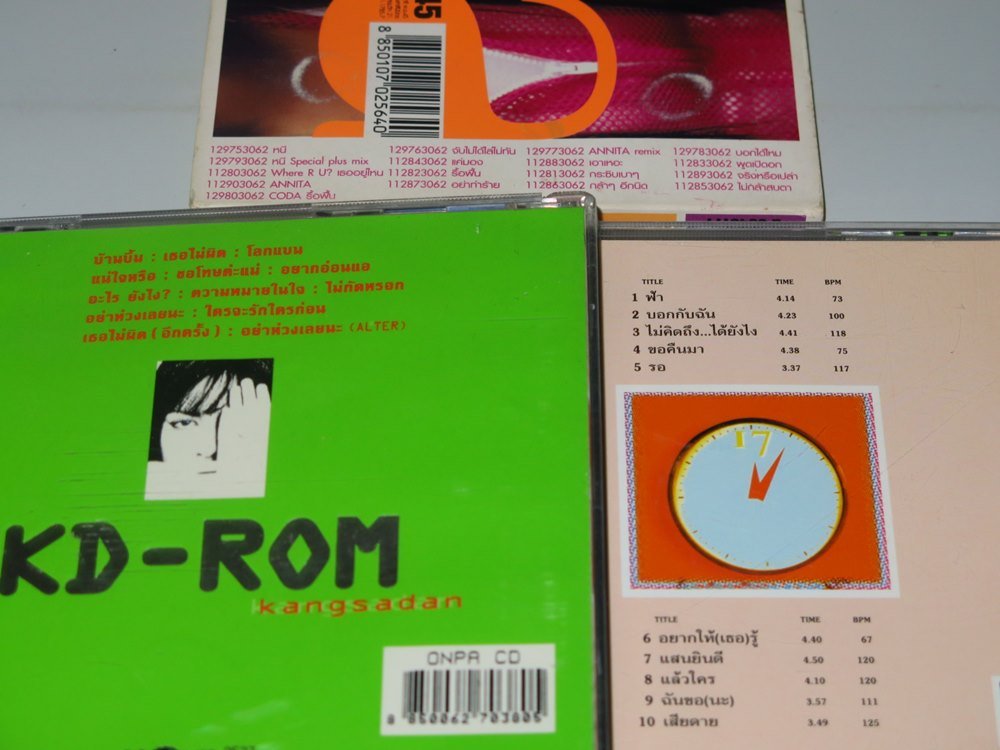 45
8 850107 025640
129753062 หนี
129793062 หนี Special plus mix
112803062 Where R U? เธออยู่ไหน
112903062 ANNITA
129803062 CODA รื้อฟื้น
129763062 จับไม่ได้ไล่ไม่ทัน
112843062 แค่มอง
112823062 รื้อฟื้น
112873062 อย่าทำร้าย
129773062 ANNITA remix
112883062 เอาเหอะ
112813062 กระซิบเบาๆ
112863062 กล้าๆ อีกนิด
129783062 บอกได้ไหม
112833062 พูดเปิดอก
112893062 จริงหรือเปล่า
112853062 ไม่กล้าสบตา
บ้านบึ้ม : เธอไม่ผิด : โลกแบน
แน่ใจหรือ : ขอโทษค่ะแม่ : อยากอ่อนแอ
อะไร ยังไง? : ความหมายในใจ : ไม่กัดหรอก
อย่าห่วงเลยนะ : ใครจะรักใครก่อน
เธอไม่ผิด (อีกครั้ง) : อย่าห่วงเลยนะ (ALTER)
KD-ROM
kangsadan
ONPA CD
8 850062 703805
TITLE TIME BPM
1 ฟ้า 4.14 73
2 บอกกับฉัน 4.23 100
3 ไม่คิดถึง...ได้ยังไง 4.41 118
4 ขอคืนมา 4.38 75
5 รอ 3.37 117
17
TITLE TIME BPM
6 อยากให้(เธอ)รู้ 4.40 67
7 แสนยินดี 4.50 120
8 แล้วใคร 4.10 120
9 ฉันขอ(นะ) 3.57 111
10 เสียดาย 3.49 125